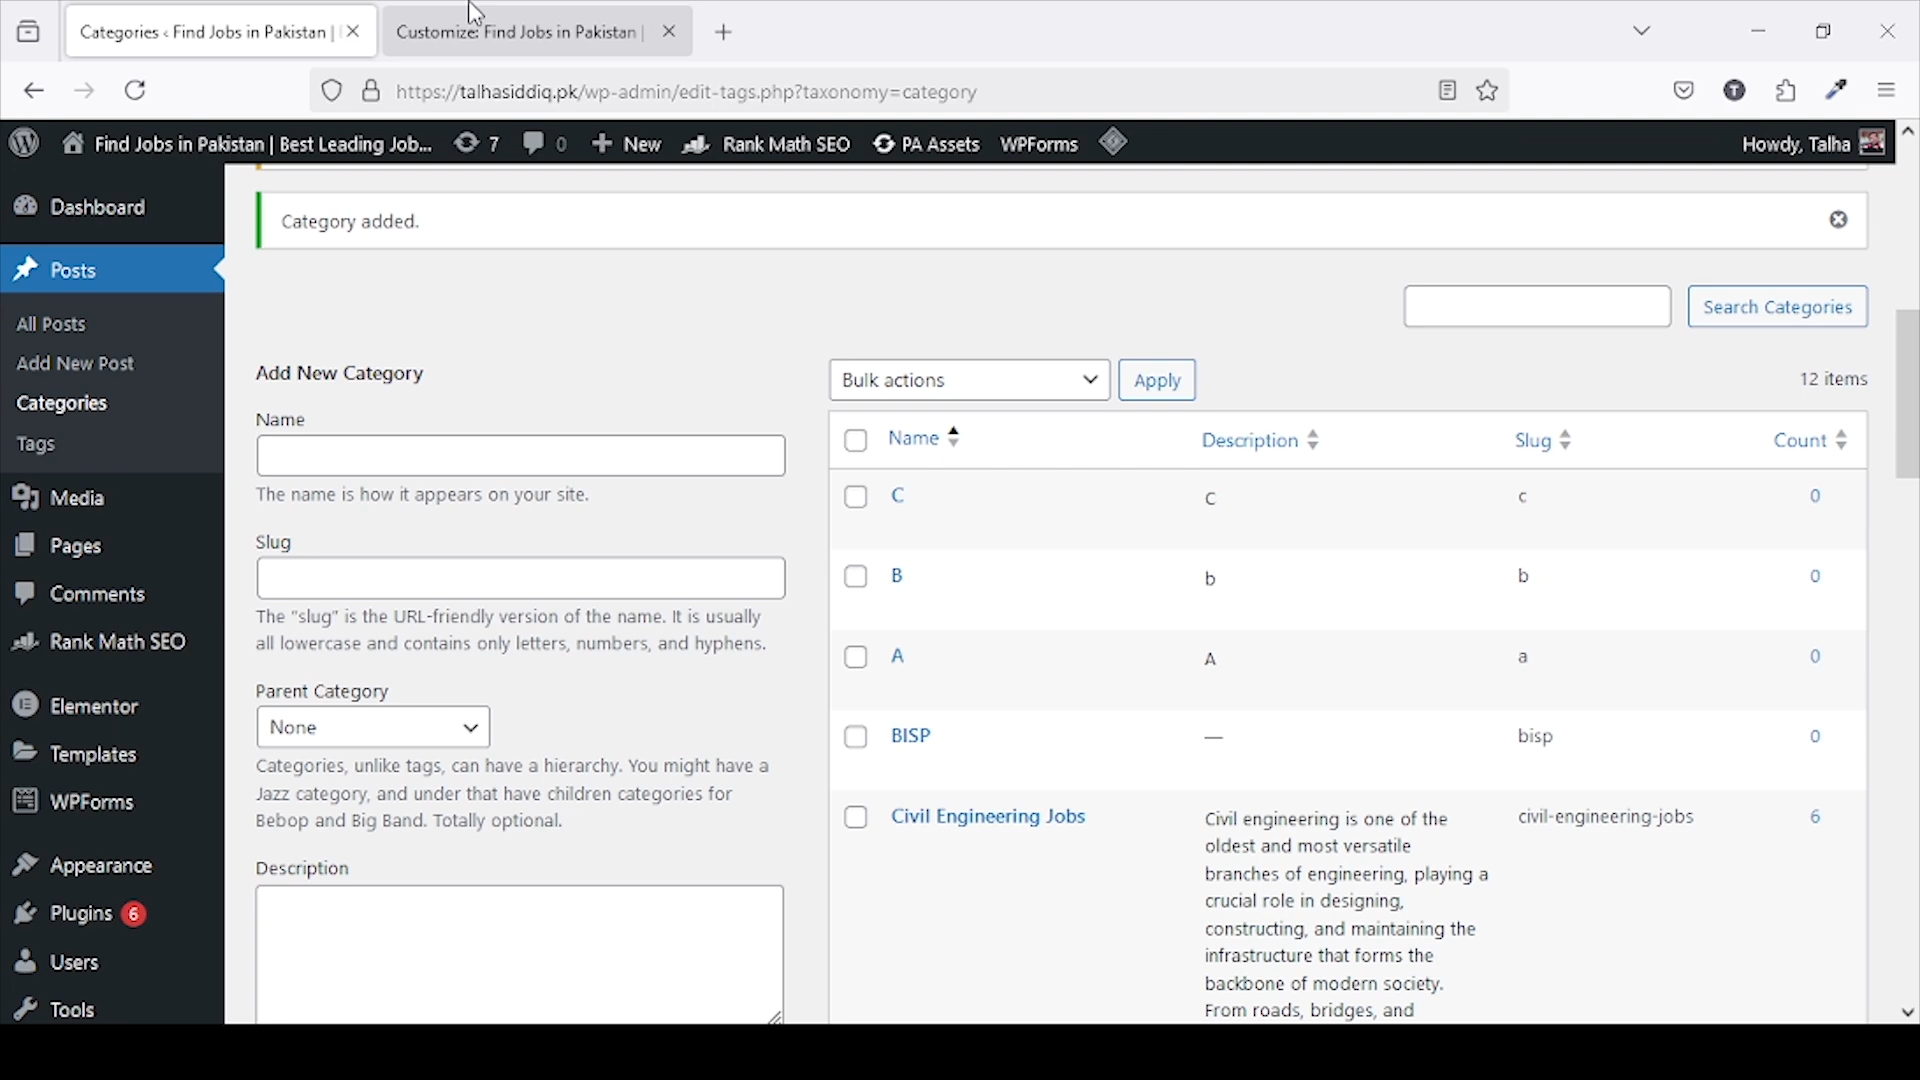 Categories ‹ Find Jobs in Pakistan |
Customize: Find Jobs in Pakistan |
https://talhasiddiq.pk/wp-admin/edit-tags.php?taxonomy=category
Find Jobs in Pakistan | Best Leading Job...
7
0
New
Rank Math SEO
PA Assets
WPForms
Howdy, Talha
Dashboard
Posts
All Posts
Add New Post
Categories
Tags
Media
Pages
Comments
Rank Math SEO
Elementor
Templates
WPForms
Appearance
Plugins 6
Users
Tools
Category added.
Search Categories
Add New Category
Name
The name is how it appears on your site.
Slug
The “slug” is the URL-friendly version of the name. It is usually
all lowercase and contains only letters, numbers, and hyphens.
Parent Category
None
Categories, unlike tags, can have a hierarchy. You might have a
Jazz category, and under that have children categories for
Bebop and Big Band. Totally optional.
Description
Bulk actions
Apply
12 items
Name Description Slug Count
C C c 0
B b b 0
A A a 0
BISP — bisp 0
Civil Engineering Jobs Civil engineering is one of the civil-engineering-jobs 6
oldest and most versatile
branches of engineering, playing a
crucial role in designing,
constructing, and maintaining the
infrastructure that forms the
backbone of modern society.
From roads, bridges, and